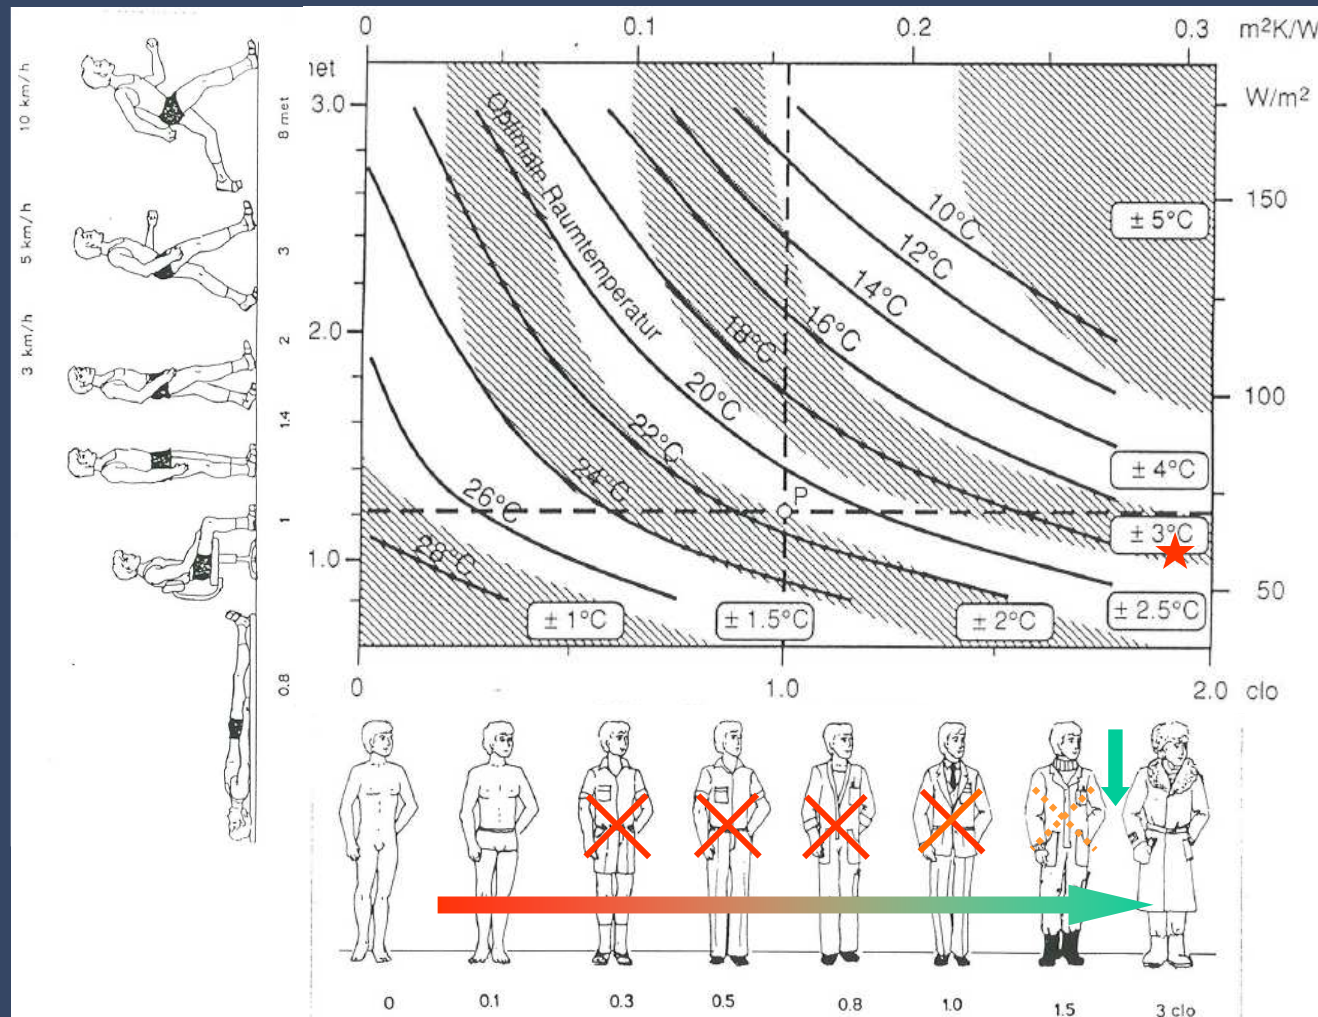 0 0.1 0.2 0.3 m²K/W
met W/m²
3.0
2.0
1.0
150
100
50
Optimale Raumtemperatur
10°C
12°C
14°C
16°C
18°C
20°C
22°C
24°C
26°C
28°C
P
± 5°C
± 4°C
± 3°C
± 2.5°C
± 1°C
± 1.5°C
± 2°C
0 1.0 2.0 clo
10 km/h
5 km/h
3 km/h
8 met
3
2
1.4
1
0.8
0 0.1 0.3 0.5 0.8 1.0 1.5 3 clo